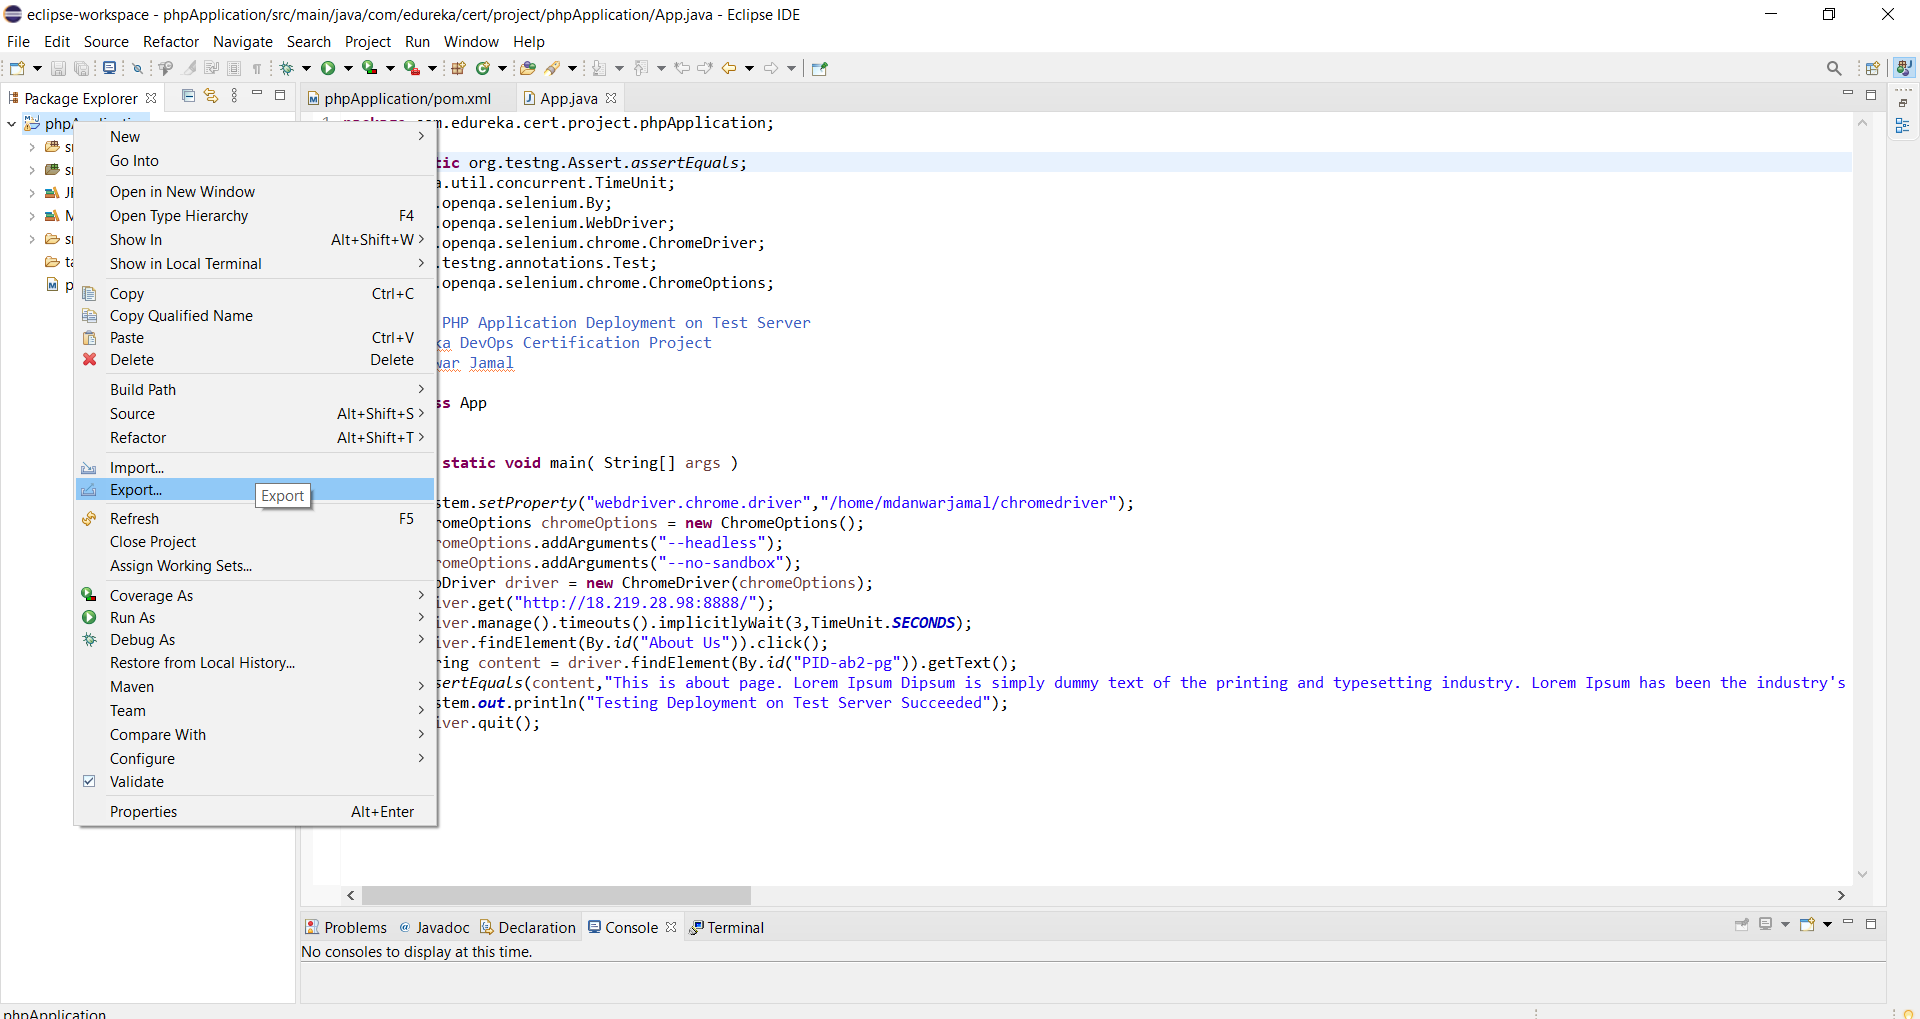 eclipse-workspace - phpApplication/src/main/java/com/edureka/cert/project/phpApplication/App.java - Eclipse IDE
File Edit Source Refactor Navigate Search Project Run Window Help
Package Explorer
phpApplication/pom.xml
App.java
New
Go Into
Open in New Window
Open Type Hierarchy F4
Show In Alt+Shift+W
Show in Local Terminal
Copy Ctrl+C
Copy Qualified Name
Paste Ctrl+V
Delete Delete
Build Path
Source Alt+Shift+S
Refactor Alt+Shift+T
Import...
Export...
Export
Refresh F5
Close Project
Assign Working Sets...
Coverage As
Run As
Debug As
Restore from Local History...
Maven
Team
Compare With
Configure
Validate
Properties Alt+Enter
.edureka.cert.project.phpApplication;
tic org.testng.Assert.assertEquals;
.util.concurrent.TimeUnit;
.openqa.selenium.By;
.openqa.selenium.WebDriver;
.openqa.selenium.chrome.ChromeDriver;
.testng.annotations.Test;
.openqa.selenium.chrome.ChromeOptions;
PHP Application Deployment on Test Server
ka DevOps Certification Project
war Jamal
ss App
static void main( String[] args )
stem.setProperty("webdriver.chrome.driver","/home/mdanwarjamal/chromedriver");
romeOptions chromeOptions = new ChromeOptions();
romeOptions.addArguments("--headless");
romeOptions.addArguments("--no-sandbox");
bDriver driver = new ChromeDriver(chromeOptions);
iver.get("http://18.219.28.98:8888/");
iver.manage().timeouts().implicitlyWait(3,TimeUnit.SECONDS);
iver.findElement(By.id("About Us")).click();
ring content = driver.findElement(By.id("PID-ab2-pg")).getText();
sertEquals(content,"This is about page. Lorem Ipsum Dipsum is simply dummy text of the printing and typesetting industry. Lorem Ipsum has been the industry's
stem.out.println("Testing Deployment on Test Server Succeeded");
iver.quit();
Problems @ Javadoc Declaration Console Terminal
No consoles to display at this time.
phpApplication